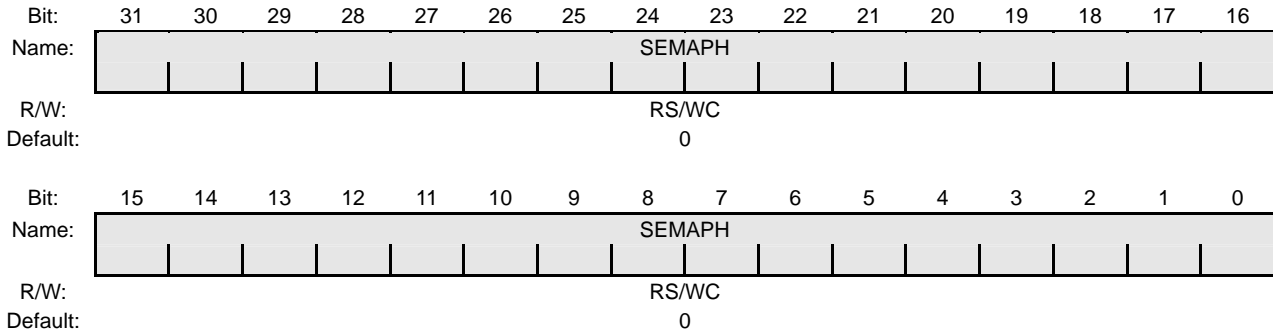 Bit: 31 30 29 28 27 26 25 24 23 22 21 20 19 18 17 16
Name: SEMAPH
R/W: RS/WC
Default: 0
Bit: 15 14 13 12 11 10 9 8 7 6 5 4 3 2 1 0
Name: SEMAPH
R/W: RS/WC
Default: 0